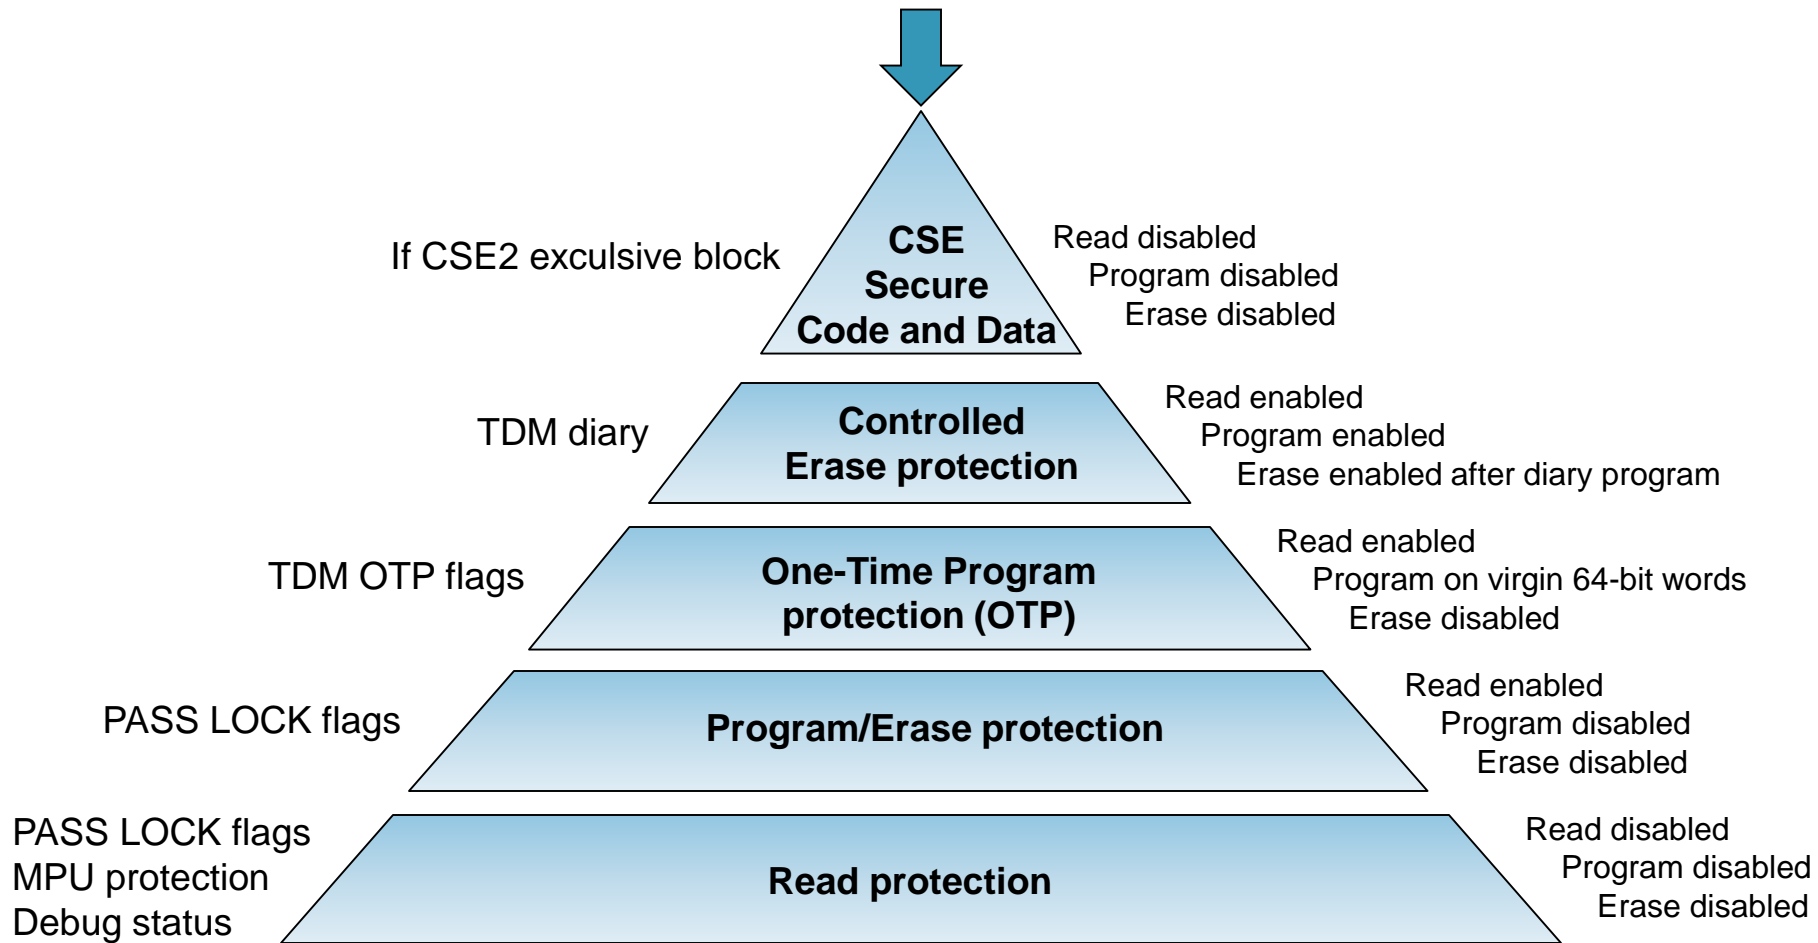 If CSE2 exculsive block
CSE
Secure
Code and Data
Read disabled
Program disabled
Erase disabled
TDM diary
Controlled
Erase protection
Read enabled
Program enabled
Erase enabled after diary program
TDM OTP flags
One-Time Program
protection (OTP)
Read enabled
Program on virgin 64-bit words
Erase disabled
PASS LOCK flags
Program/Erase protection
Read enabled
Program disabled
Erase disabled
PASS LOCK flags
MPU protection
Debug status
Read protection
Read disabled
Program disabled
Erase disabled